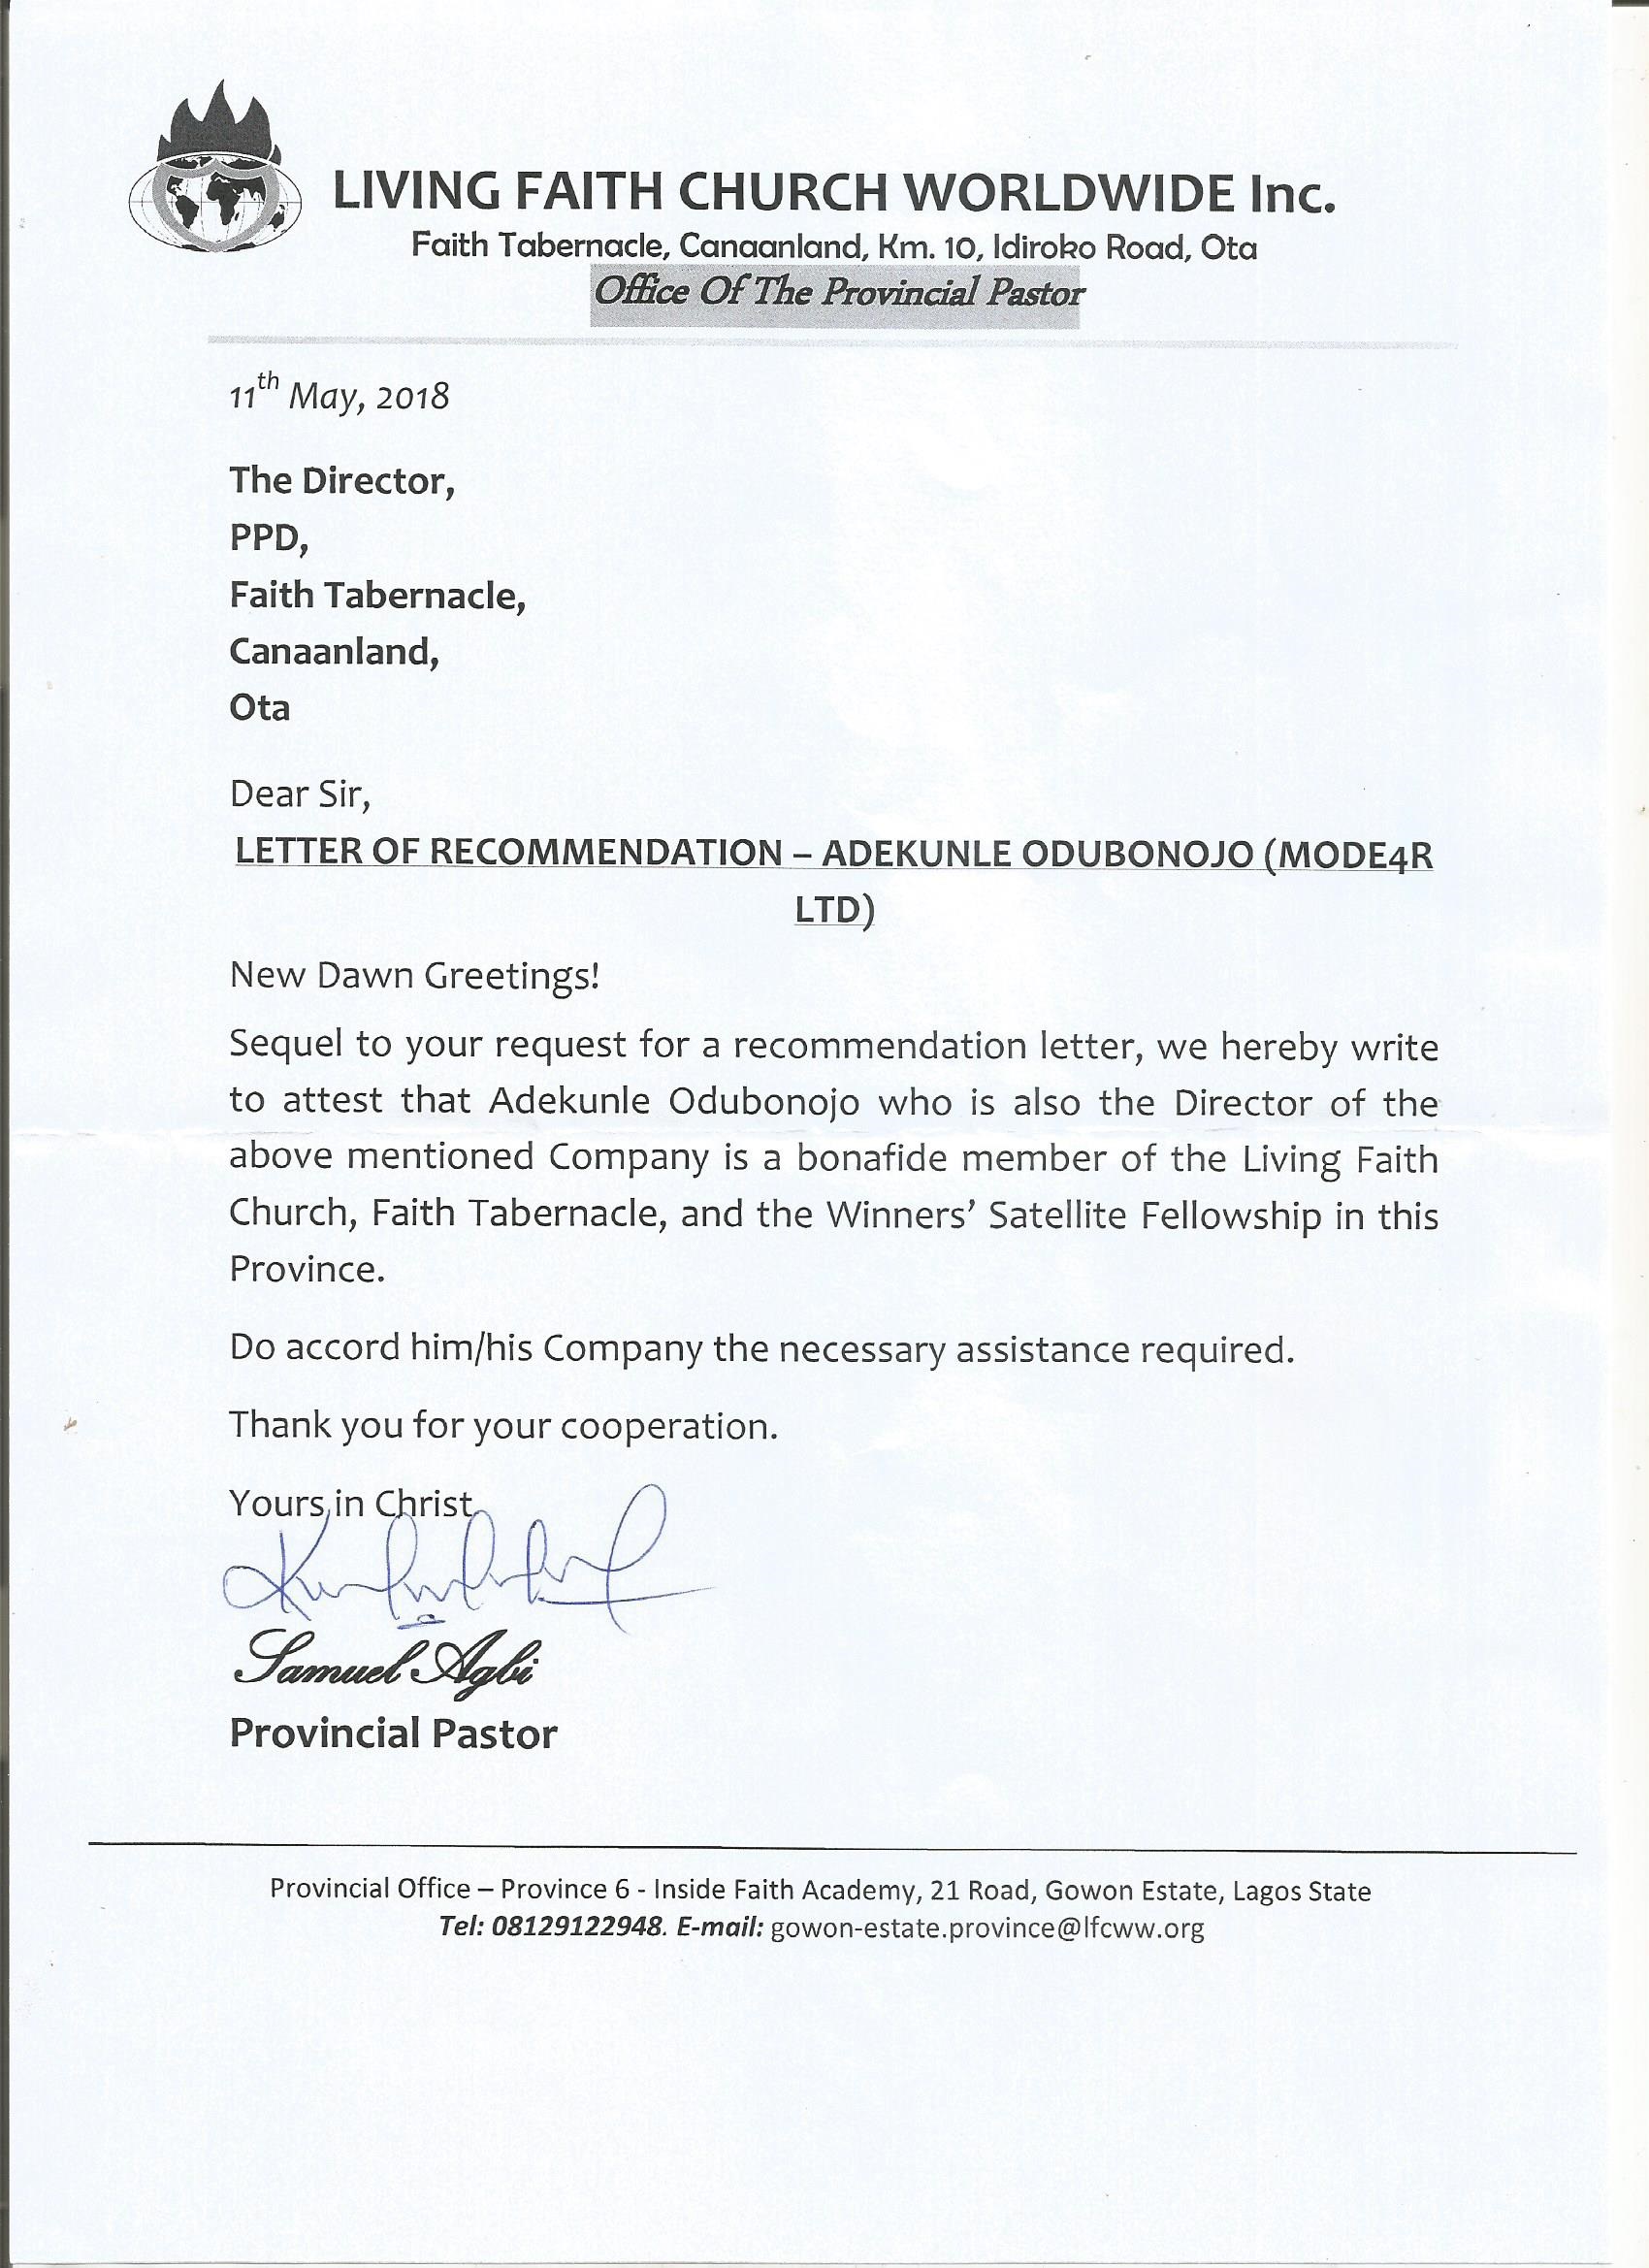 LIVING FAITH CHURCH WORLDWIDE Inc.
Faith Tabernacle, Canaanland, Km. 10, Idiroko Road, Ota
Office Of The Provincial Pastor
11th May, 2018
The Director,
PPD,
Faith Tabernacle,
Canaanland,
Ota
Dear Sir,
LETTER OF RECOMMENDATION – ADEKUNLE ODUBONOJO (MODE4R
LTD)
New Dawn Greetings!
Sequel to your request for a recommendation letter, we hereby write
to attest that Adekunle Odubonojo who is also the Director of the
above mentioned Company is a bonafide member of the Living Faith
Church, Faith Tabernacle, and the Winners’ Satellite Fellowship in this
Province.
Do accord him/his Company the necessary assistance required.
Thank you for your cooperation.
Yours in Christ
Samuel Agbi
Provincial Pastor
Provincial Office – Province 6 - Inside Faith Academy, 21 Road, Gowon Estate, Lagos State
Tel: 08129122948. E-mail: gowon-estate.province@lfcww.org